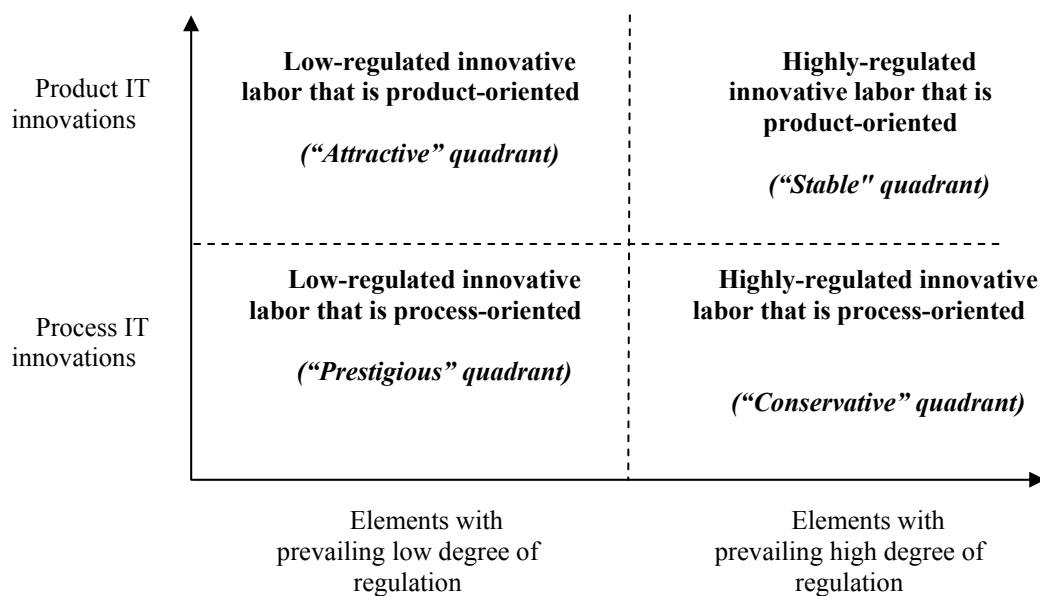 Product IT
innovations
Low-regulated innovative
labor that is product-oriented
(“Attractive” quadrant)
Highly-regulated
innovative labor that is
product-oriented
(“Stable" quadrant)
Process IT
innovations
Low-regulated innovative
labor that is process-oriented
(“Prestigious” quadrant)
Highly-regulated innovative
labor that is process-oriented
(“Conservative” quadrant)
Elements with
prevailing low degree of
regulation
Elements with
prevailing high degree of
regulation